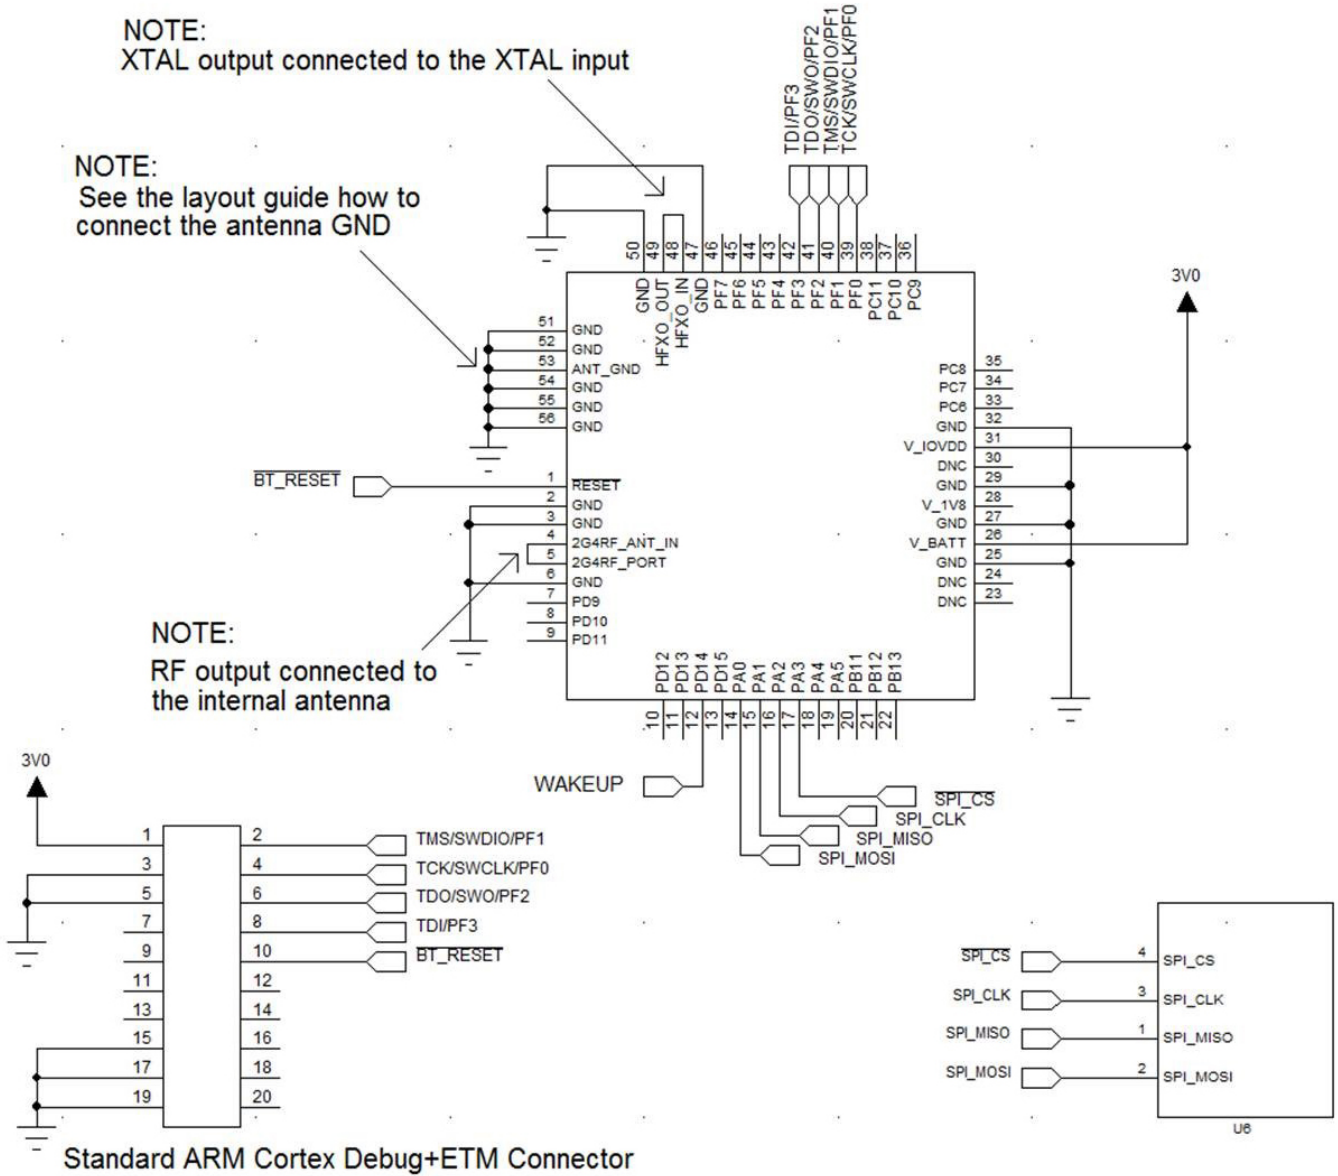 NOTE:
XTAL output connected to the XTAL input
NOTE:
See the layout guide how to
connect the antenna GND
TDI/PF3
TDO/SWO/PF2
TMS/SWDIO/PF1
TCK/SWCLK/PF0
50 49 48 47 46 45 44 43 42 41 40 39 38 37 36
GND HFXO_OUT HFXO_IN GND PF7 PF6 PF5 PF4 PF3 PF2 PF1 PF0 PC11 PC10 PC9
3V0
51 GND
52 GND
53 ANT_GND
54 GND
55 GND
56 GND
PC8 35
PC7 34
PC6 33
GND 32
V_IOVDD 31
DNC 30
GND 29
V_1V8 28
GND 27
V_BATT 26
GND 25
DNC 24
DNC 23
BT_RESET
1 RESET
2 GND
3 GND
4 2G4RF_ANT_IN
5 2G4RF_PORT
6 GND
7 PD9
8 PD10
9 PD11
NOTE:
RF output connected to
the internal antenna
PD12 PD13 PD14 PD15 PA0 PA1 PA2 PA3 PA4 PA5 PB11 PB12 PB13
10 11 12 13 14 15 16 17 18 19 20 21 22
WAKEUP
SPI_CS
SPI_CLK
SPI_MISO
SPI_MOSI
3V0
1 2 TMS/SWDIO/PF1
3 4 TCK/SWCLK/PF0
5 6 TDO/SWO/PF2
7 8 TDI/PF3
9 10 BT_RESET
11 12
13 14
15 16
17 18
19 20
Standard ARM Cortex Debug+ETM Connector
SPI_CS 4 SPI_CS
SPI_CLK 3 SPI_CLK
SPI_MISO 1 SPI_MISO
SPI_MOSI 2 SPI_MOSI
U6